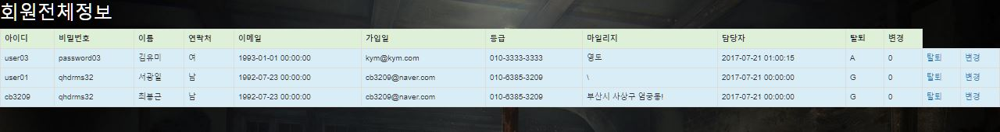 회원전체정보
아이디 비밀번호 이름 연락처 이메일 가입일 등급 마일리지 담당자 탈퇴 변경
user03 password03 김유미 여 1993-01-01 00:00:00 kym@kym.com 010-3333-3333 영도 2017-07-21 01:00:15 A 0 탈퇴 변경
user01 qhdrms32 서광일 남 1992-07-23 00:00:00 cb3209@naver.com 010-6385-3209 \ 2017-07-21 00:00:00 G 0 탈퇴 변경
cb3209 qhdrms32 최봉근 남 1992-07-23 00:00:00 cb3209@naver.com 010-6385-3209 부산시 사상구 엄궁동! 2017-07-21 00:00:00 G 0 탈퇴 변경